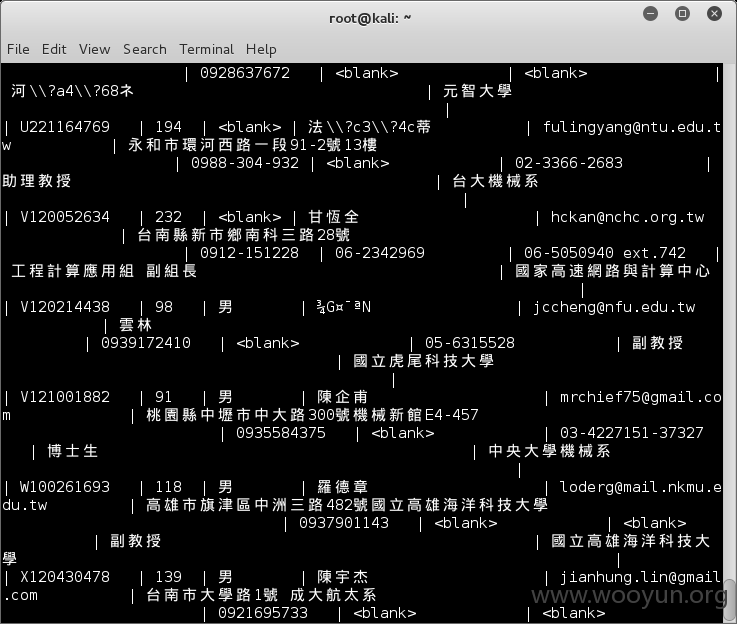 root@kali: ~
File Edit View Search Terminal Help
| 0928637672 | <blank> | <blank> |
河\\?a4\\?68ネ | 元智大學
|
| U221164769 | 194 | <blank> | 法\\?c3\\?4c蒂 | fulingyang@ntu.edu.t
w | 永和市環河西路一段91-2號13樓
| 0988-304-932 | <blank> | 02-3366-2683 |
助理教授 | 台大機械系
|
| V120052634 | 232 | <blank> | 甘恆全 | hckan@nchc.org.tw
| 台南縣新市鄉南科三路28號
| 0912-151228 | 06-2342969 | 06-5050940 ext.742 |
工程計算應用組 副組長 | 國家高速網路與計算中心
|
| V120214438 | 98 | 男 | ¾G¤¯ªN | jccheng@nfu.edu.tw
| 雲林
| 0939172410 | <blank> | 05-6315528 | 副教授
| 國立虎尾科技大學
|
| V121001882 | 91 | 男 | 陳企甫 | mrchief75@gmail.co
m | 桃園縣中壢市中大路300號機械新館E4-457
| 0935584375 | <blank> | 03-4227151-37327
| 博士生 | 中央大學機械系
|
| W100261693 | 118 | 男 | 羅德章 | loderg@mail.nkmu.e
du.tw | 高雄市旗津區中洲三路482號國立高雄海洋科技大學
| 0937901143 | <blank> | <blank>
| 副教授 | 國立高雄海洋科技大
學 |
| X120430478 | 139 | 男 | 陳宇杰 | jianhung.lin@gmail
.com | 台南市大學路1號 成大航太系
| 0921695733 | <blank> | <blank>
www.wooyun.org